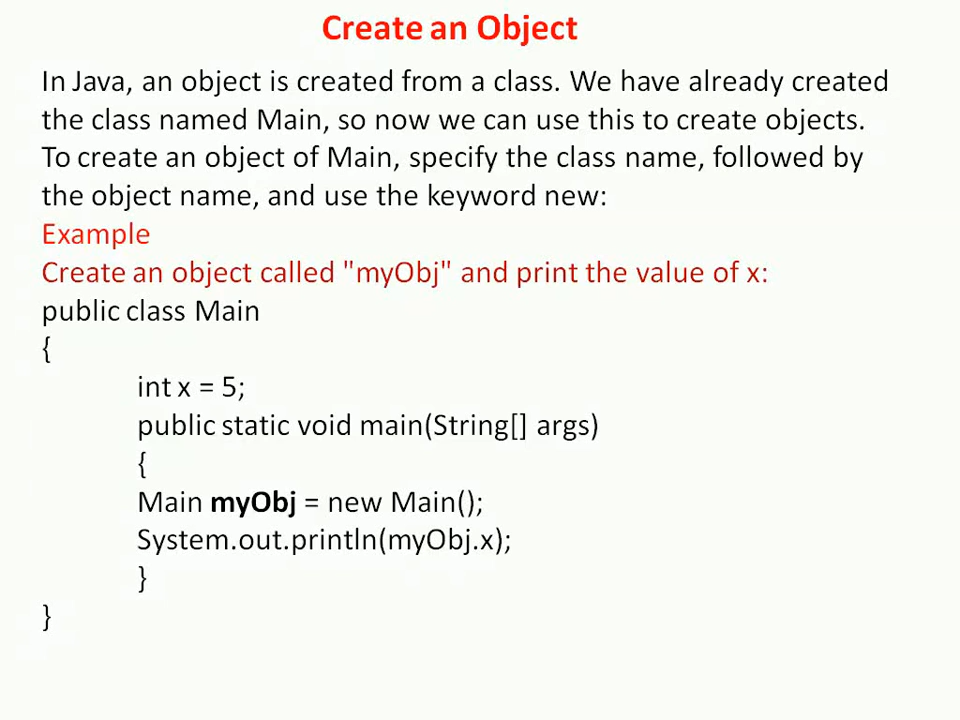 Create an Object
In Java, an object is created from a class. We have already created
the class named Main, so now we can use this to create objects.
To create an object of Main, specify the class name, followed by
the object name, and use the keyword new:
Example
Create an object called "myObj" and print the value of x:
public class Main
{
int x = 5;
public static void main(String[] args)
{
Main myObj = new Main();
System.out.println(myObj.x);
}
}